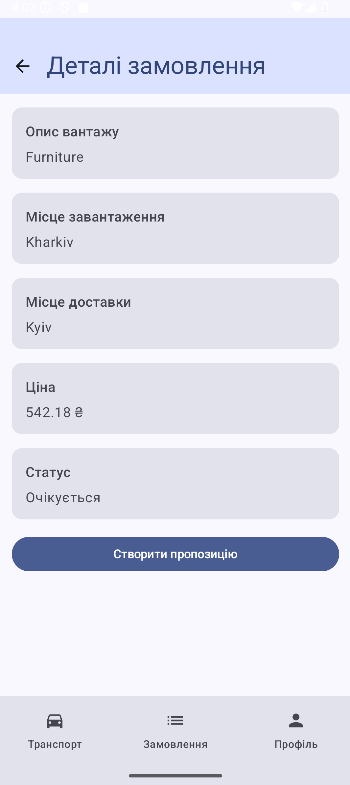 Деталі замовлення
Опис вантажу
Furniture
Місце завантаження
Kharkiv
Місце доставки
Kyiv
Ціна
542.18 ₴
Статус
Очікується
Створити пропозицію
Транспорт
Замовлення
Профіль